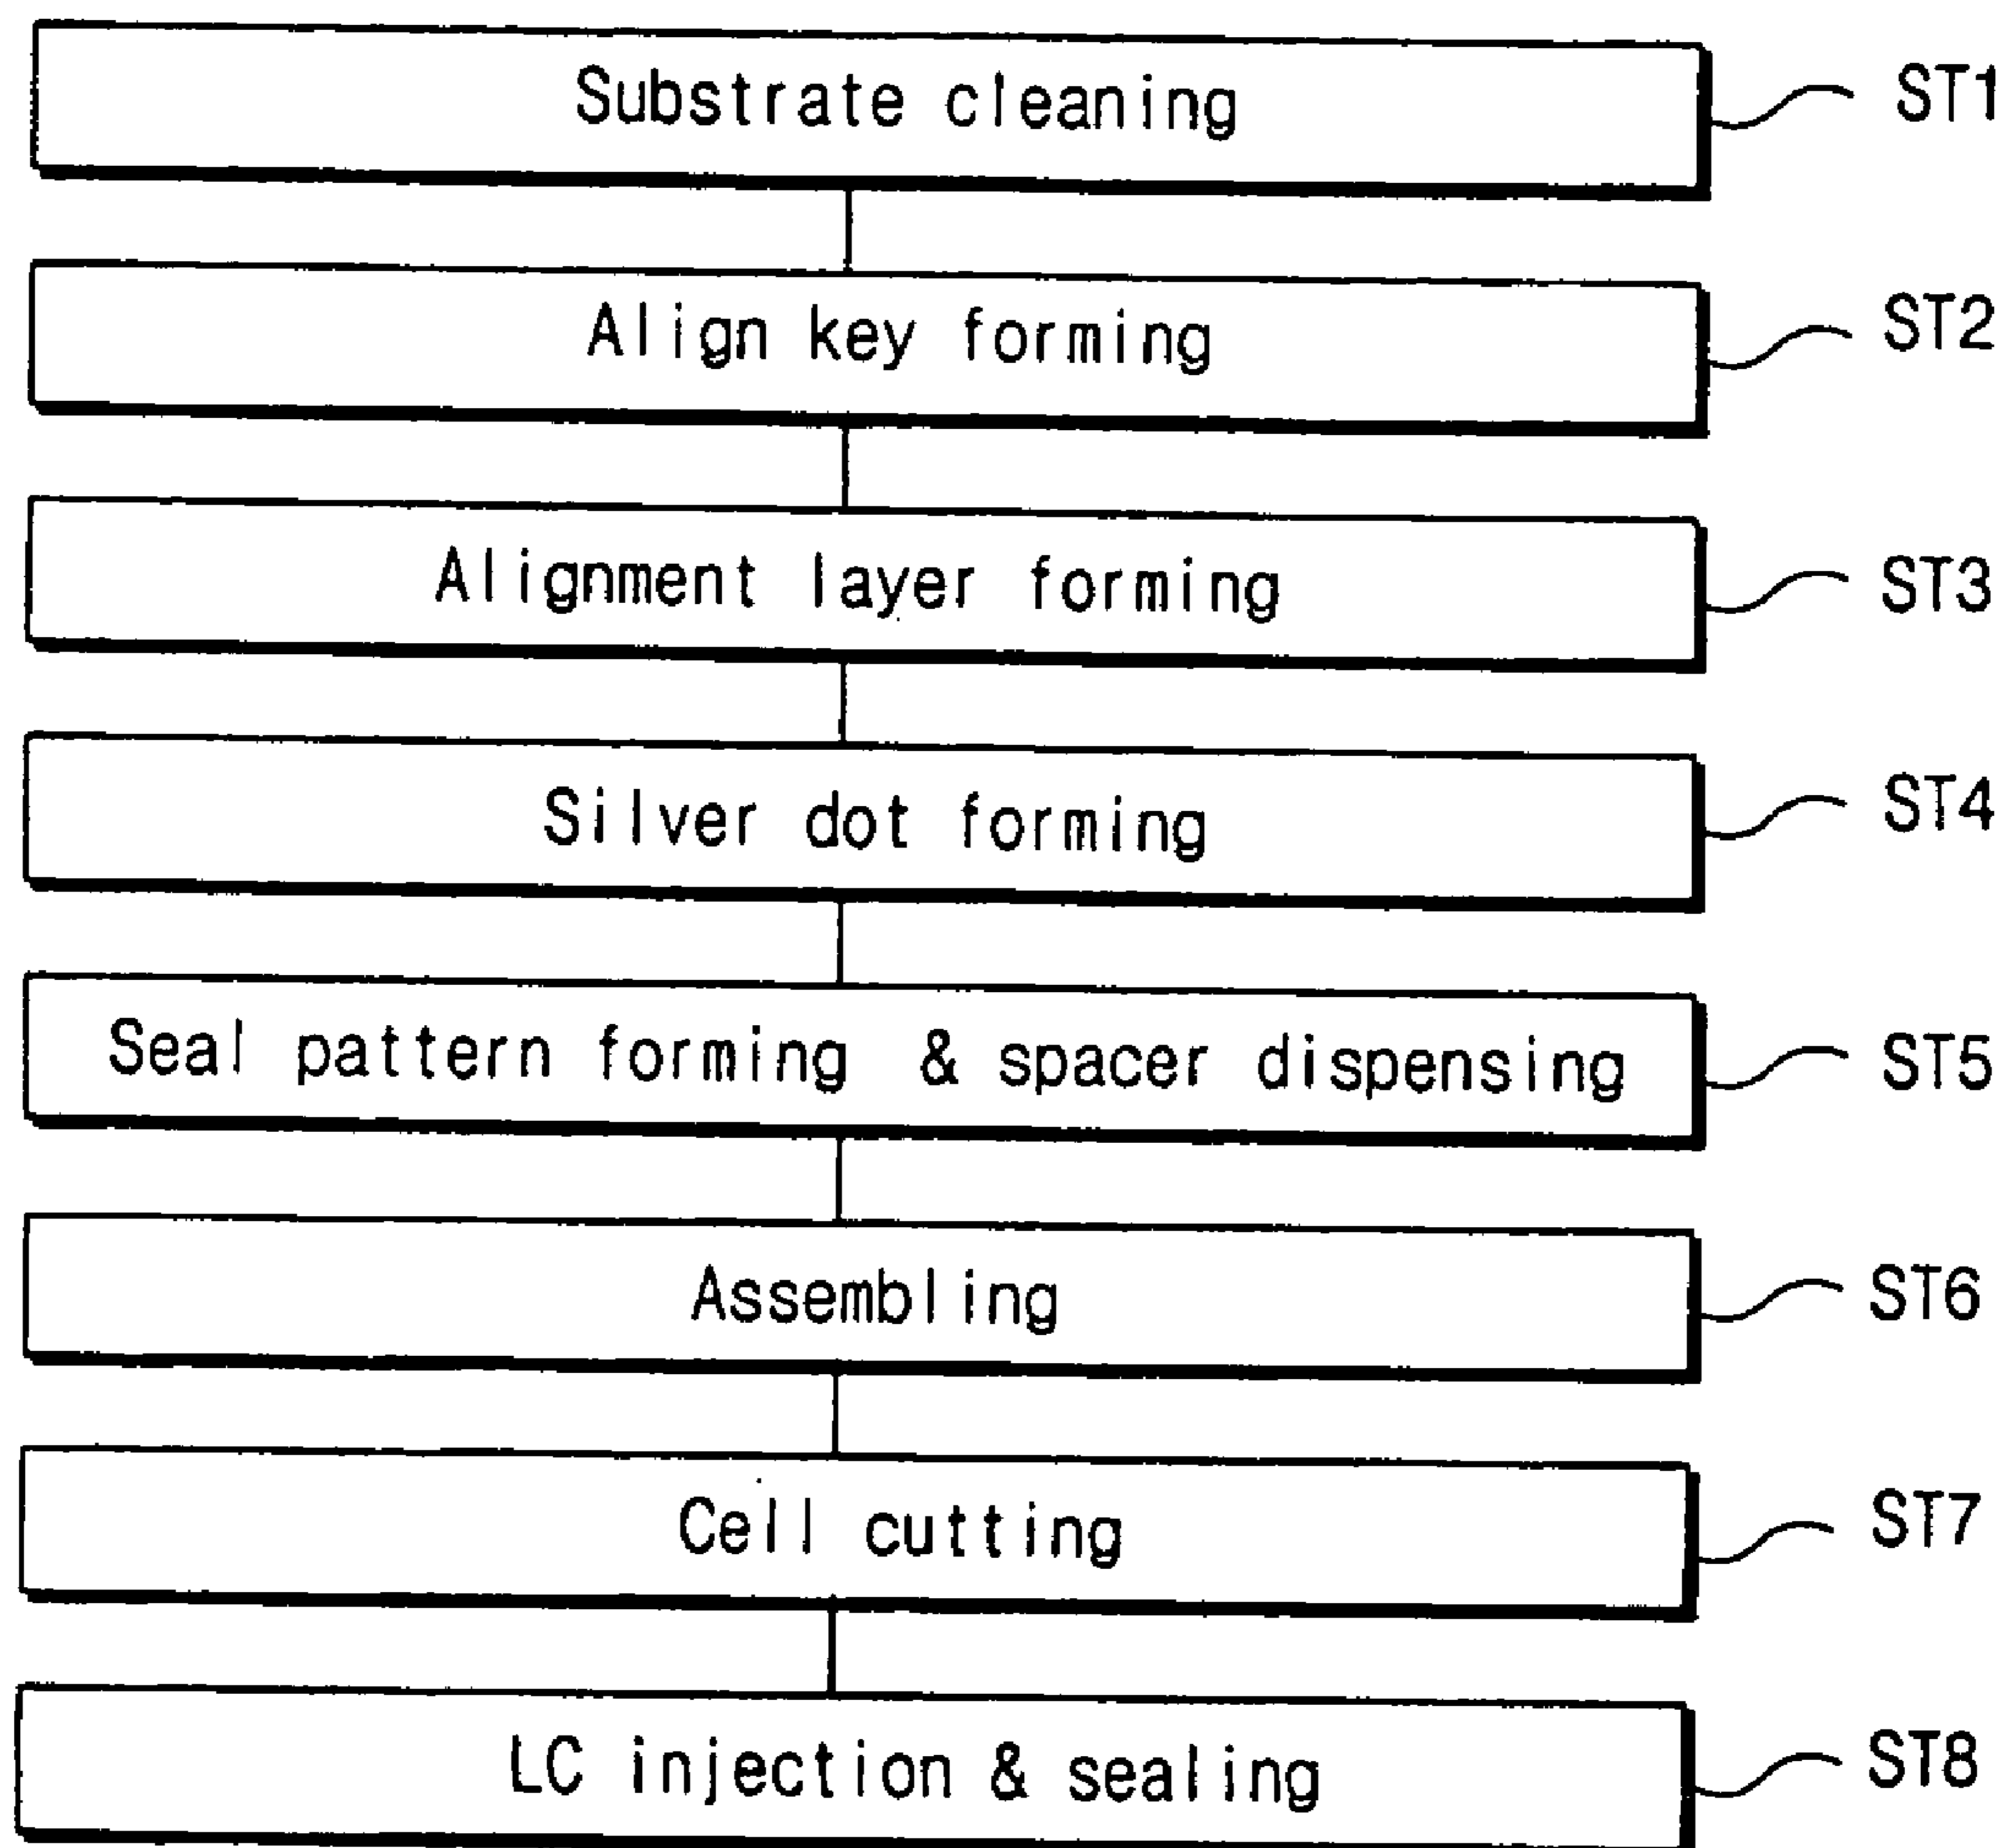 Substrate cleaning ST1
Align key forming ST2
Alignment layer forming ST3
Silver dot forming ST4
Seal pattern forming & spacer dispensing ST5
Assembling ST6
Cell cutting ST7
LC injection & sealing ST8